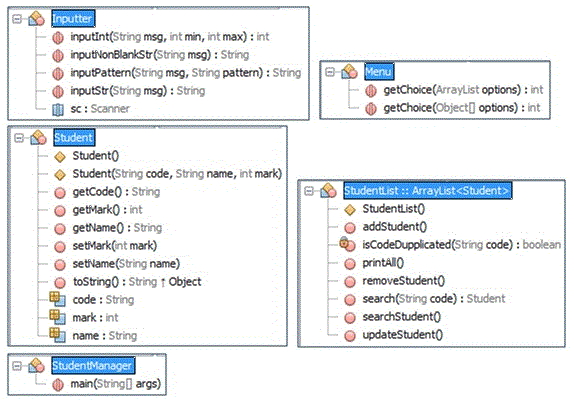 Inputter
inputInt(String msg, int min, int max) : int
inputNonBlankStr(String msg) : String
inputPattern(String msg, String pattern) : String
inputStr(String msg) : String
sc : Scanner
Menu
getChoice(ArrayList options) : int
getChoice(Object[] options) : int
Student
Student()
Student(String code, String name, int mark)
getCode() : String
getMark() : int
getName() : String
setMark(int mark)
setName(String name)
toString() : String ↑ Object
code : String
mark : int
name : String
StudentList :: ArrayList<Student>
StudentList()
addStudent()
isCodeDupplicated(String code) : boolean
printAll()
removeStudent()
search(String code) : Student
searchStudent()
updateStudent()
StudentManager
main(String[] args)